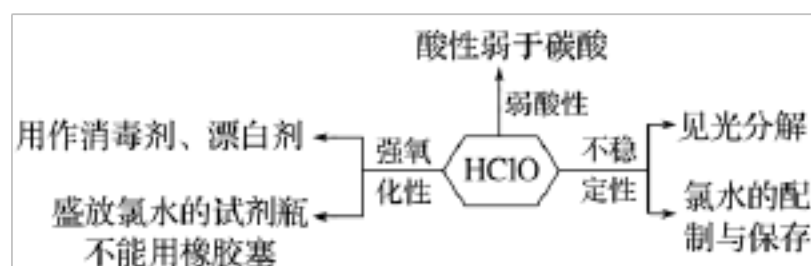 酸性弱于碳酸
弱酸性
用作消毒剂、漂白剂
强氧
化性
HClO
不稳
定性
见光分解
盛放氯水的试剂瓶
不能用橡胶塞
氯水的配
制与保存